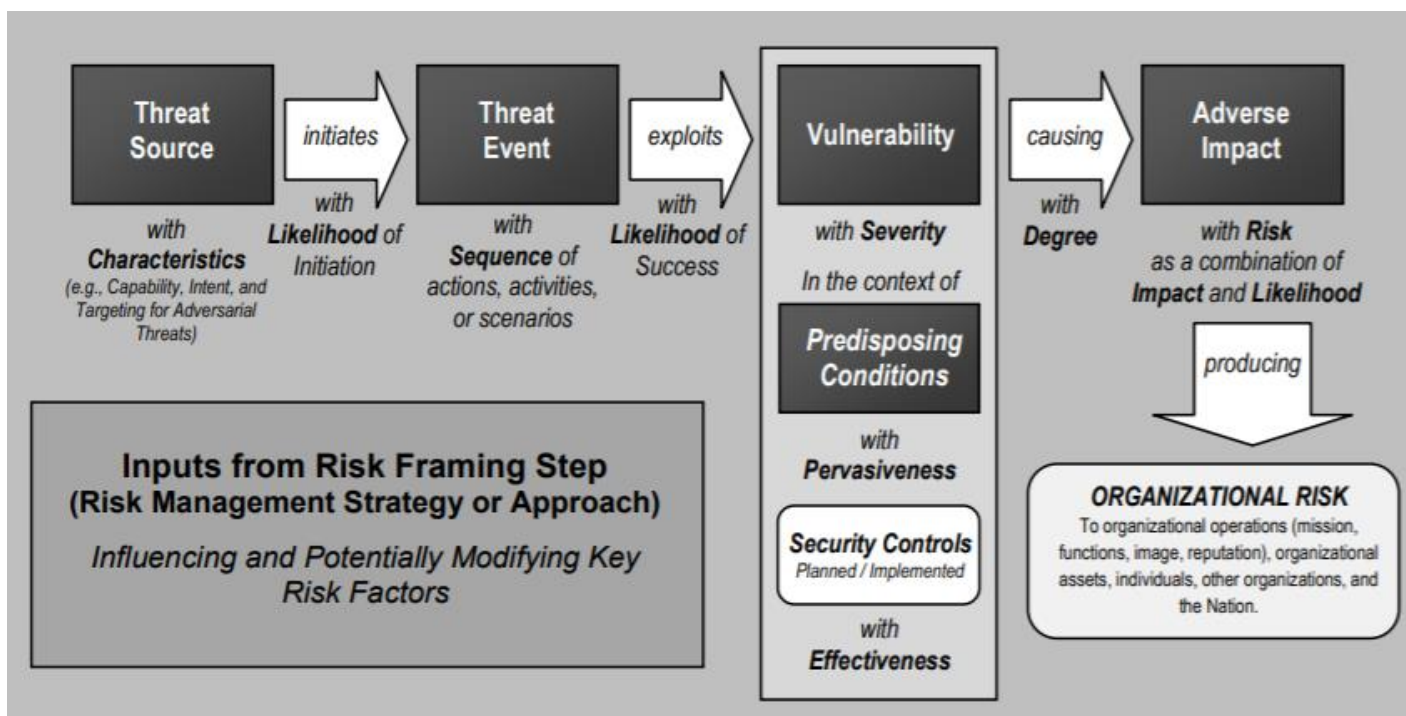 Threat
Source
initiates
Threat
Event
exploits
Vulnerability
causing
Adverse
Impact
with
Characteristics
(e.g., Capability, Intent, and
Targeting for Adversarial
Threats)
with
Likelihood of
Initiation
with
Sequence of
actions, activities,
or scenarios
with
Likelihood of
Success
with Severity
In the context of
Predisposing
Conditions
with
Pervasiveness
Security Controls
Planned / Implemented
with
Effectiveness
with
Degree
with Risk
as a combination of
Impact and Likelihood
producing
ORGANIZATIONAL RISK
To organizational operations (mission,
functions, image, reputation), organizational
assets, individuals, other organizations, and
the Nation.
Inputs from Risk Framing Step
(Risk Management Strategy or Approach)
Influencing and Potentially Modifying Key
Risk Factors